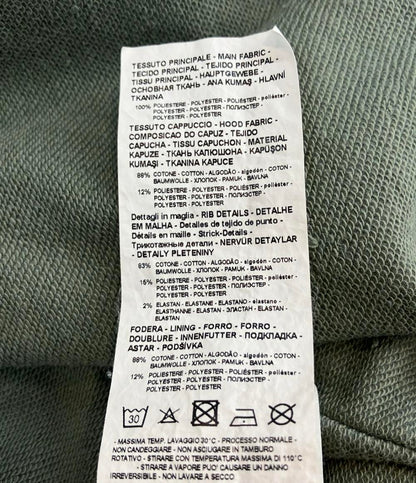 TESSUTO PRINCIPALE - MAIN FABRIC -
TECIDO PRINCIPAL - TEJIDO PRINCIPAL -
TISSU PRINCIPAL - HAUPTGEWEBE -
ОСНОВНАЯ ТКАНЬ - ANA KUMAŞ - HLAVNÍ
TKANINA
100% POLIESTERE - POLYESTER - POLIÉSTER - poliéster -
POLYESTER - POLYESTER - ПОЛИЭСТЕР -
POLYESTER - POLYESTER
TESSUTO CAPPUCCIO - HOOD FABRIC -
COMPOSICAO DO CAPUZ - TEJIDO
CAPUCHA - TISSU CAPUCHON - MATERIAL
KAPUZE - ТКАНЬ КАПЮШОНА - KAPÜŞON
KUMAŞI - TKANINA KAPUCE
88% COTONE - COTTON - ALGODÃO - algodón - COTON -
BAUMWOLLE - ХЛОПОК - PAMUK - BAVLNA
12% POLIESTERE - POLYESTER - POLIÉSTER - poliéster -
POLYESTER - POLYESTER - ПОЛИЭСТЕР -
POLYESTER - POLYESTER
Dettagli in maglia - RIB DETAILS - DETALHE
EM MALHA - Detalles de tejido de punto -
Détails en maille - Strick-Details -
Трикотажные детали - NERVÜR DETAYLAR
- DETAILY PLETENINY
83% COTONE - COTTON - ALGODÃO - algodón - COTON -
BAUMWOLLE - ХЛОПОК - PAMUK - BAVLNA
15% POLIESTERE - POLYESTER - POLIÉSTER - poliéster -
POLYESTER - POLYESTER - ПОЛИЭСТЕР -
POLYESTER - POLYESTER
2% ELASTAN - ELASTANE - ELASTANO - elastano -
ELASTHANNE - ELASTAN - ЭЛАСТАН - ELASTAN -
ELASTAN
FODERA - LINING - FORRO - FORRO -
DOUBLURE - INNENFUTTER - ПОДКЛАДКА -
ASTAR - PODŠÍVKA
88% COTONE - COTTON - ALGODÃO - algodón - COTON -
BAUMWOLLE - ХЛОПОК - PAMUK - BAVLNA
12% POLIESTERE - POLYESTER - POLIÉSTER - poliéster -
POLYESTER - POLYESTER - ПОЛИЭСТЕР -
POLYESTER - POLYESTER
30
- MASSIMA TEMP. LAVAGGIO 30°C - PROCESSO NORMALE -
NON CANDEGGIARE - NON ASCIUGARE IN TAMBURO
ROTATIVO - STIRARE CON TEMPERATURA MASSIMA DI 110°C
- STIRARE A VAPORE PUO' CAUSARE DANNI
IRREVERSIBILE - NON LAVARE A SECCO